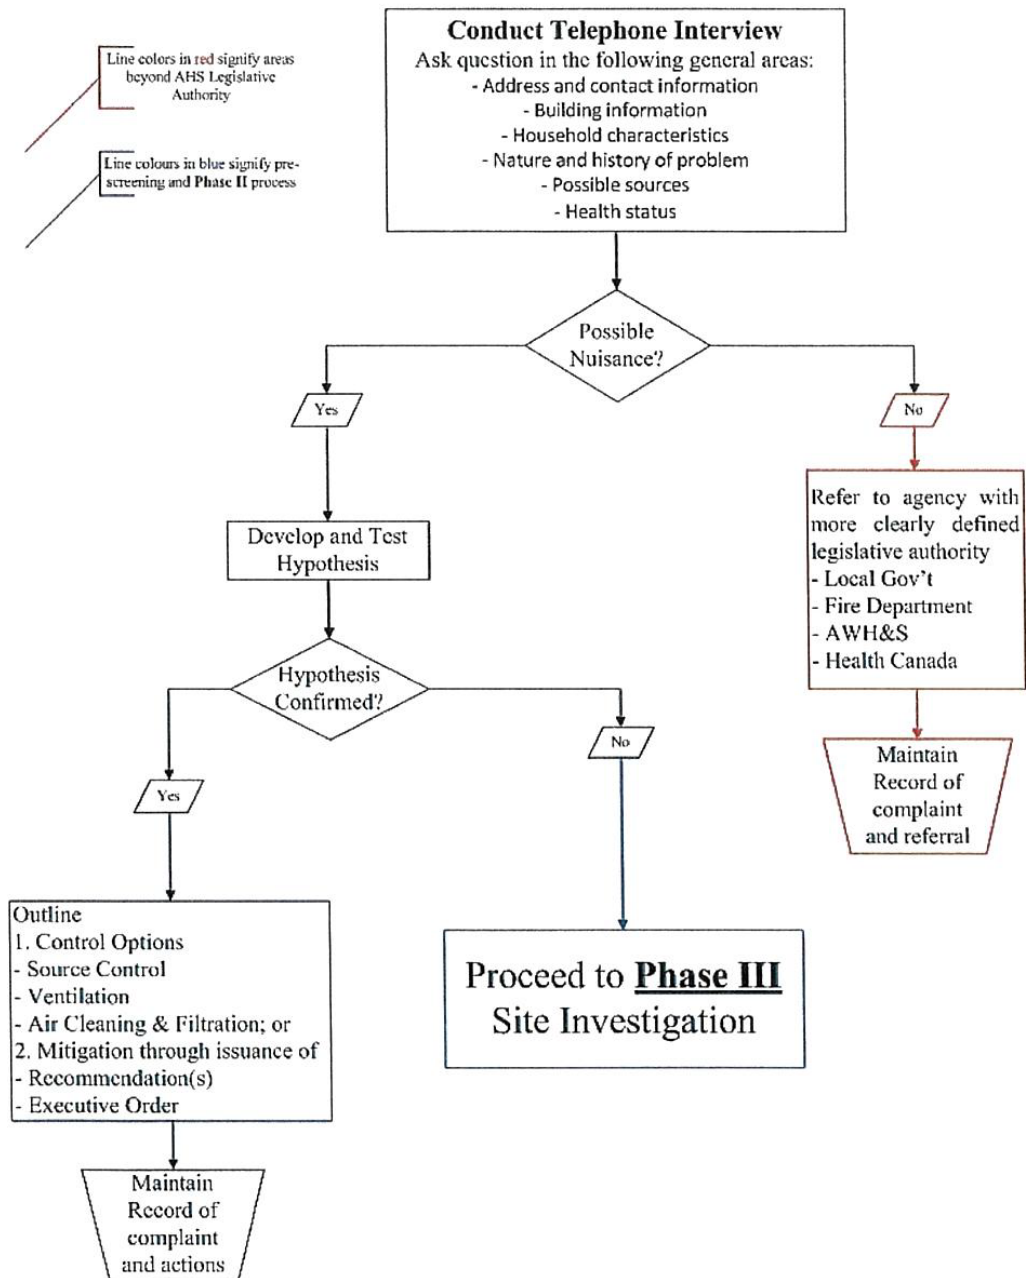 Line colors in red signify areas
beyond AHS Legislative
Authority
Line colours in blue signify pre-
screening and Phase II process
Conduct Telephone Interview
Ask question in the following general areas:
- Address and contact information
- Building information
- Household characteristics
- Nature and history of problem
- Possible sources
- Health status
Possible
Nuisance?
Yes
No
Develop and Test
Hypothesis
Refer to agency with
more clearly defined
legislative authority
- Local Gov't
- Fire Department
- AWH&S
- Health Canada
Hypothesis
Confirmed?
Yes
No
Maintain
Record of
complaint
and referral
Outline
1. Control Options
- Source Control
- Ventilation
- Air Cleaning & Filtration; or
2. Mitigation through issuance of
- Recommendation(s)
- Executive Order
Proceed to Phase III
Site Investigation
Maintain
Record of
complaint
and actions